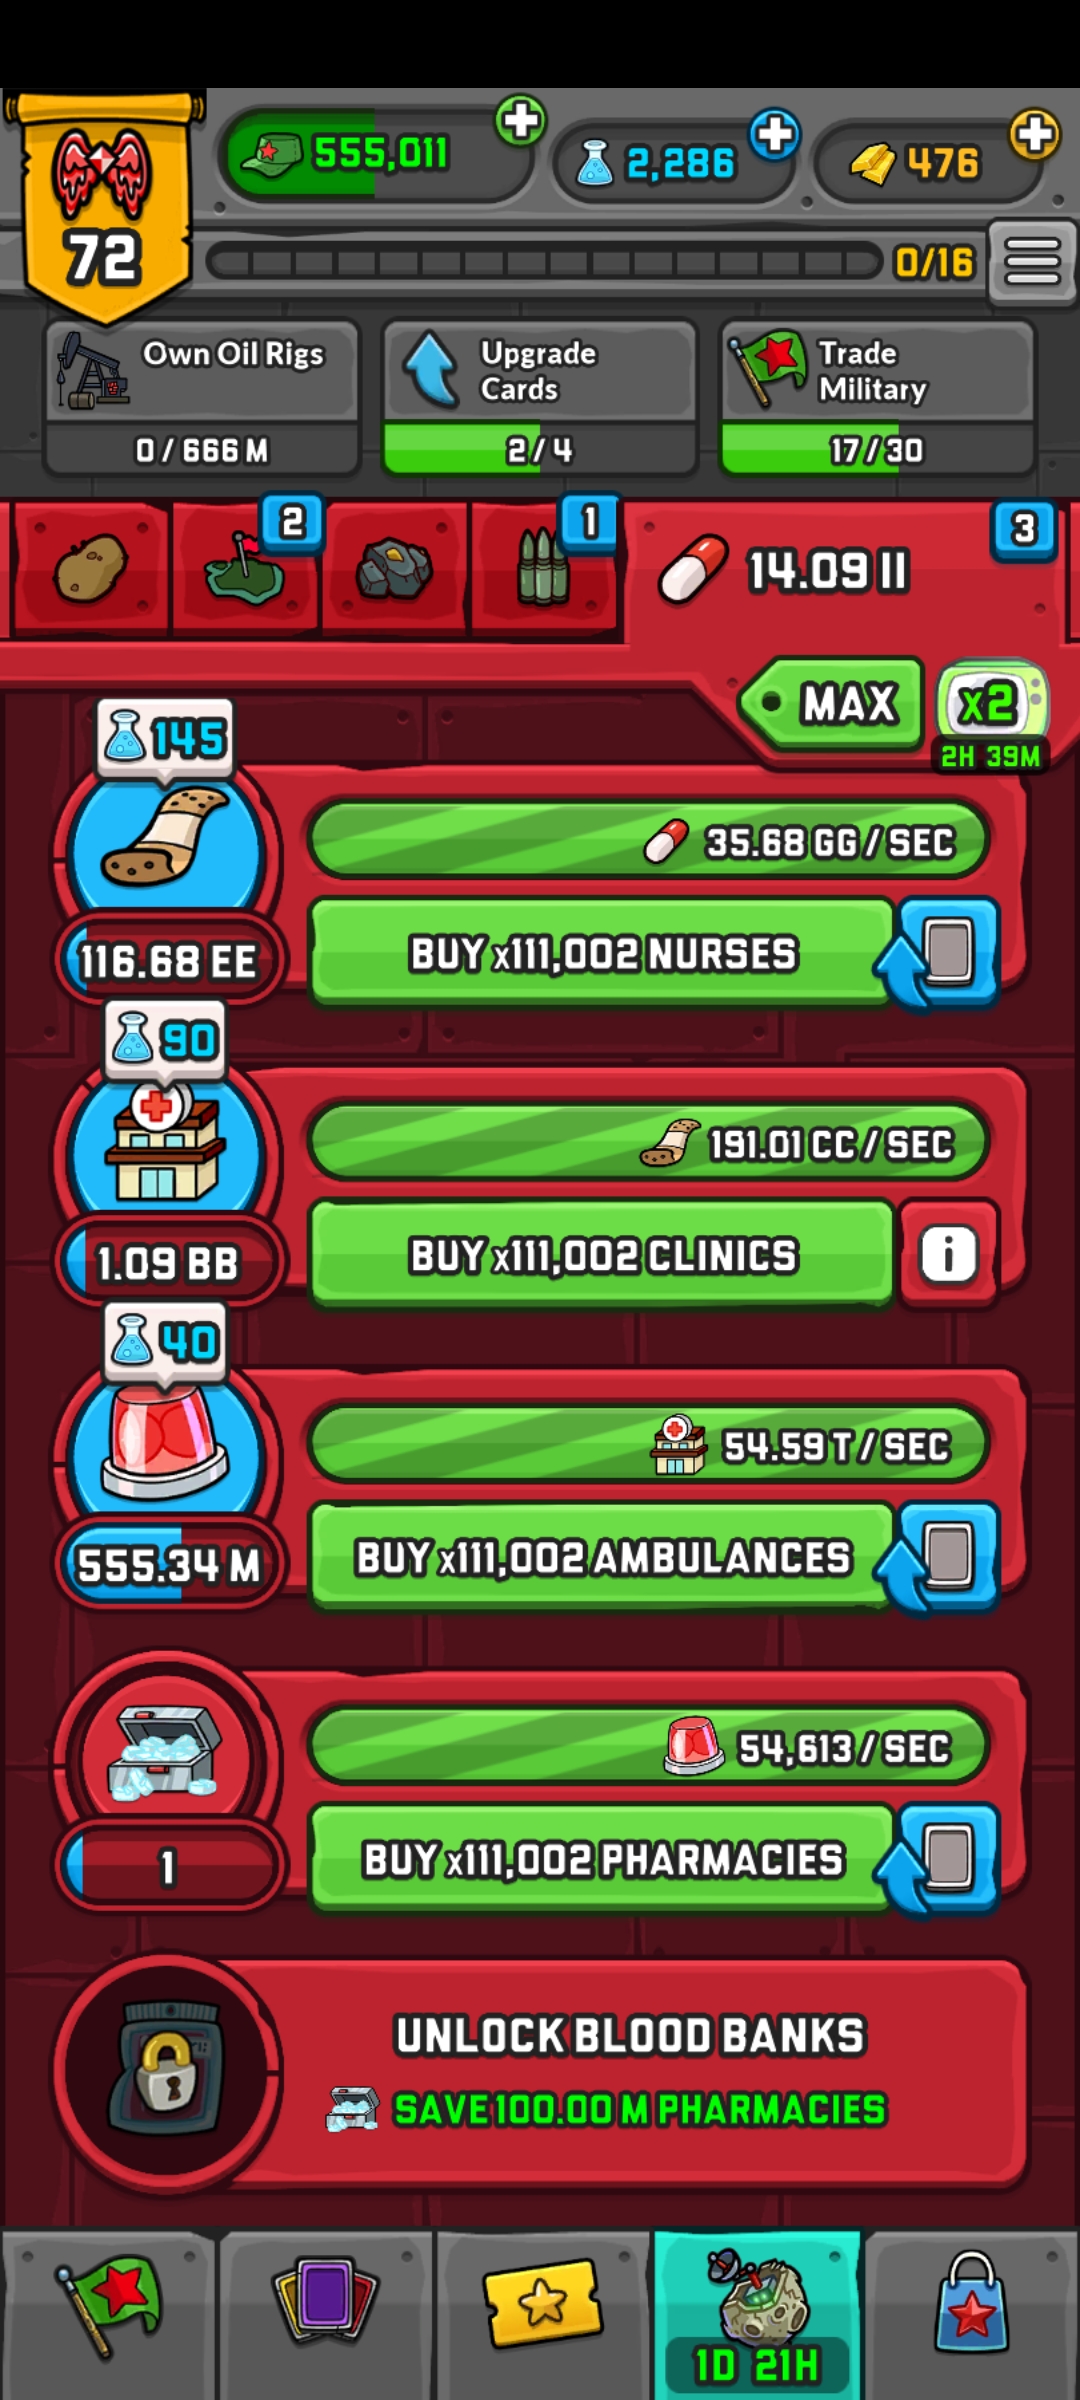 72
555,011
2,286
476
0/16
Own Oil Rigs
0 / 666 M
Upgrade
Cards
2 / 4
Trade
Military
17 / 30
2
1
14.09 II
3
MAX
x2
2H 39M
145
35.68 GG / SEC
116.68 EE
BUY x111,002 NURSES
90
191.01 CC / SEC
1.09 BB
BUY x111,002 CLINICS
i
40
54.59 T / SEC
555.34 M
BUY x111,002 AMBULANCES
54,613 / SEC
1
BUY x111,002 PHARMACIES
UNLOCK BLOOD BANKS
SAVE 100.00 M PHARMACIES
1D 21H